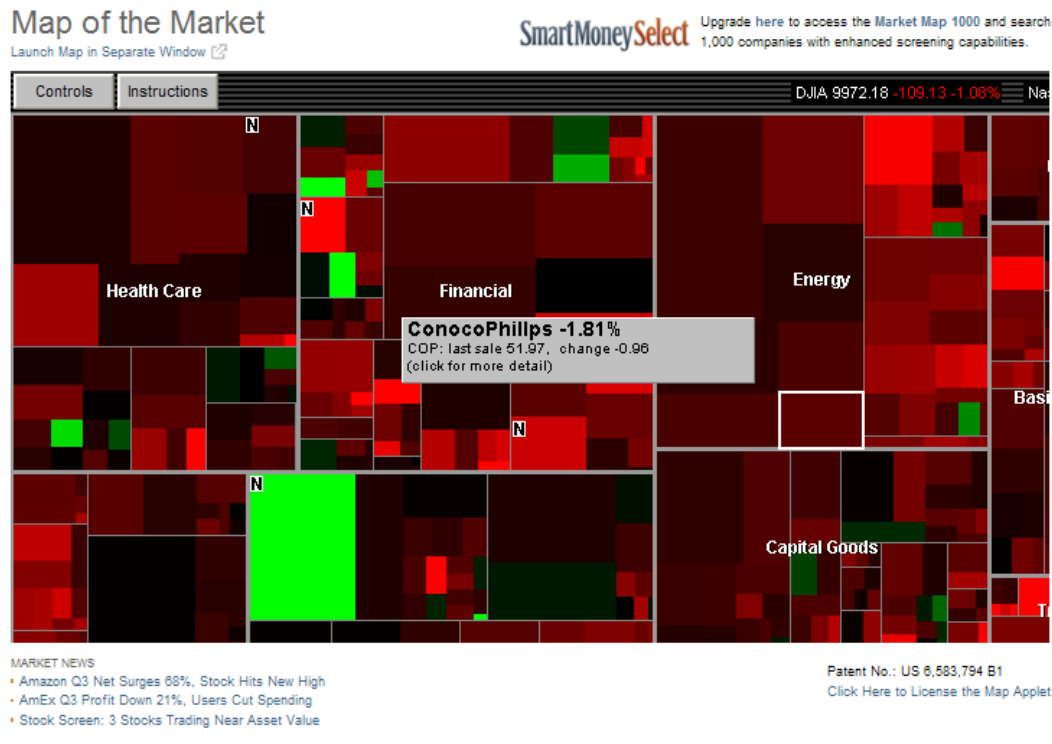 Map of the Market
Launch Map in Separate Window
SmartMoneySelect
Upgrade here to access the Market Map 1000 and search
1,000 companies with enhanced screening capabilities.
Controls
Instructions
DJIA 9972.18 -109.13 -1.08%
Na
N
N
Health Care
Financial
Energy
ConocoPhillps -1.81%
COP: last sale 51.97, change -0.96
(click for more detail)
Basi
N
N
Capital Goods
Tr
MARKET NEWS
Amazon Q3 Net Surges 68%, Stock Hits New High
AmEx Q3 Profit Down 21%, Users Cut Spending
Stock Screen: 3 Stocks Trading Near Asset Value
Patent No.: US 6,583,794 B1
Click Here to License the Map Applet